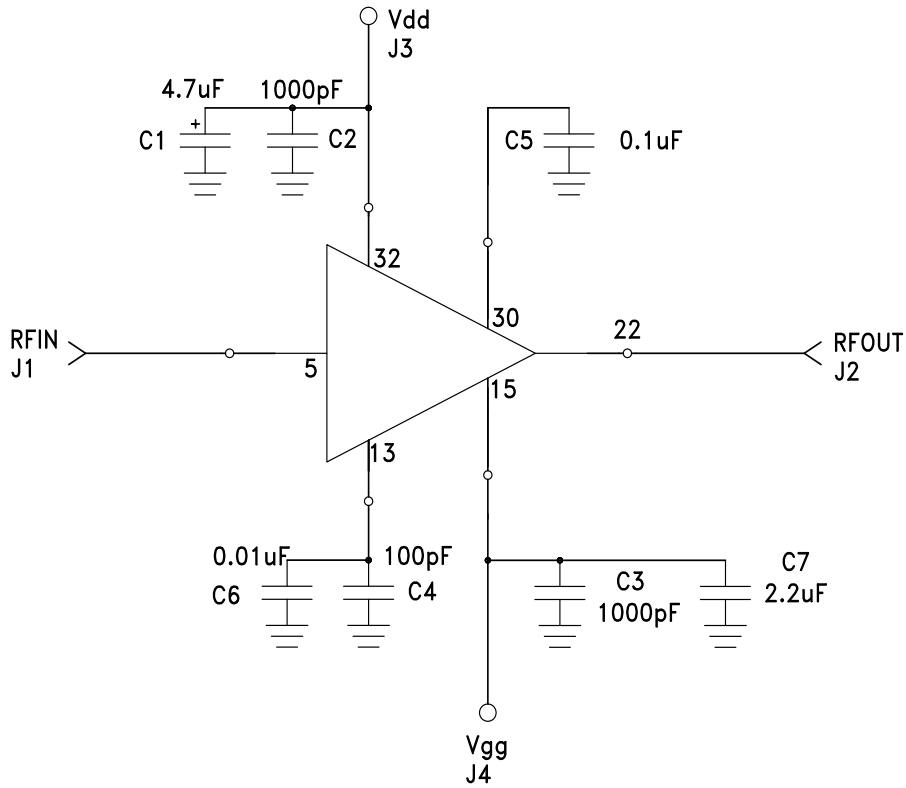 Vdd
J3
4.7uF
1000pF
+
C1
C2
C5
0.1uF
32
30
22
RFIN
J1
5
RFOUT
J2
15
13
0.01uF
100pF
C6
C4
C3
1000pF
C7
2.2uF
Vgg
J4